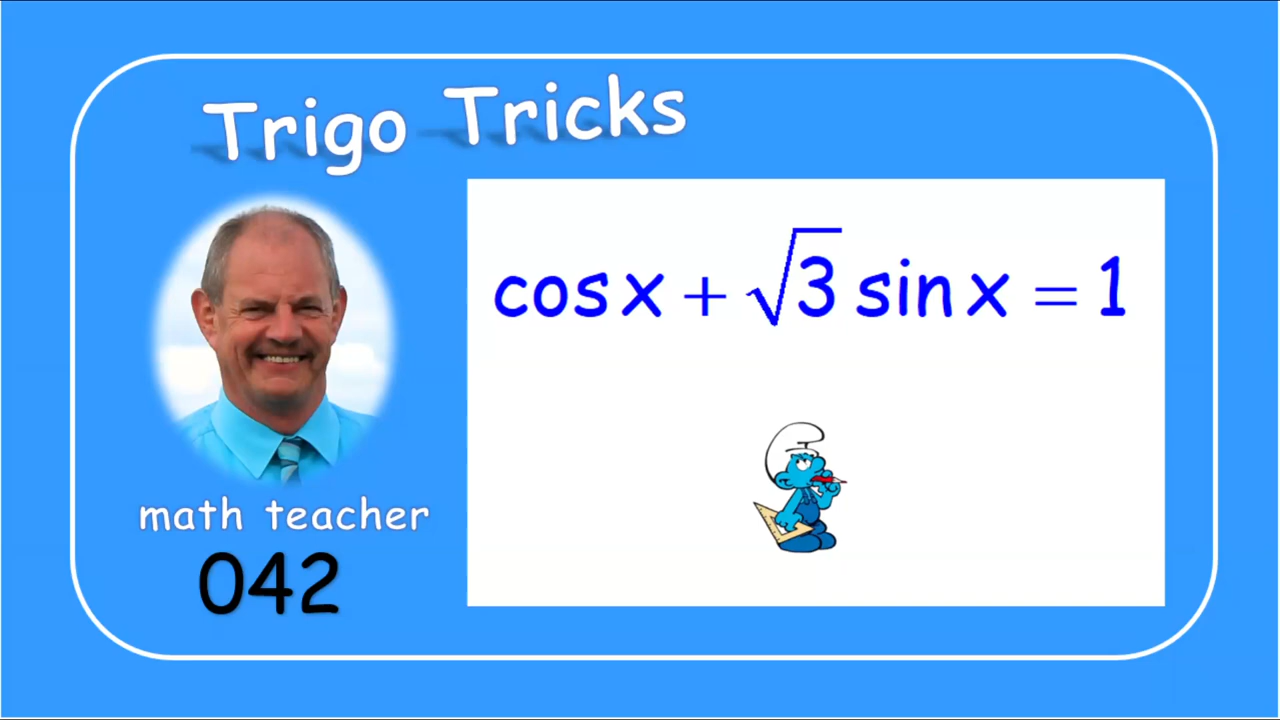 Trigo Tricks
cos x + √3 sin x = 1
math teacher
042